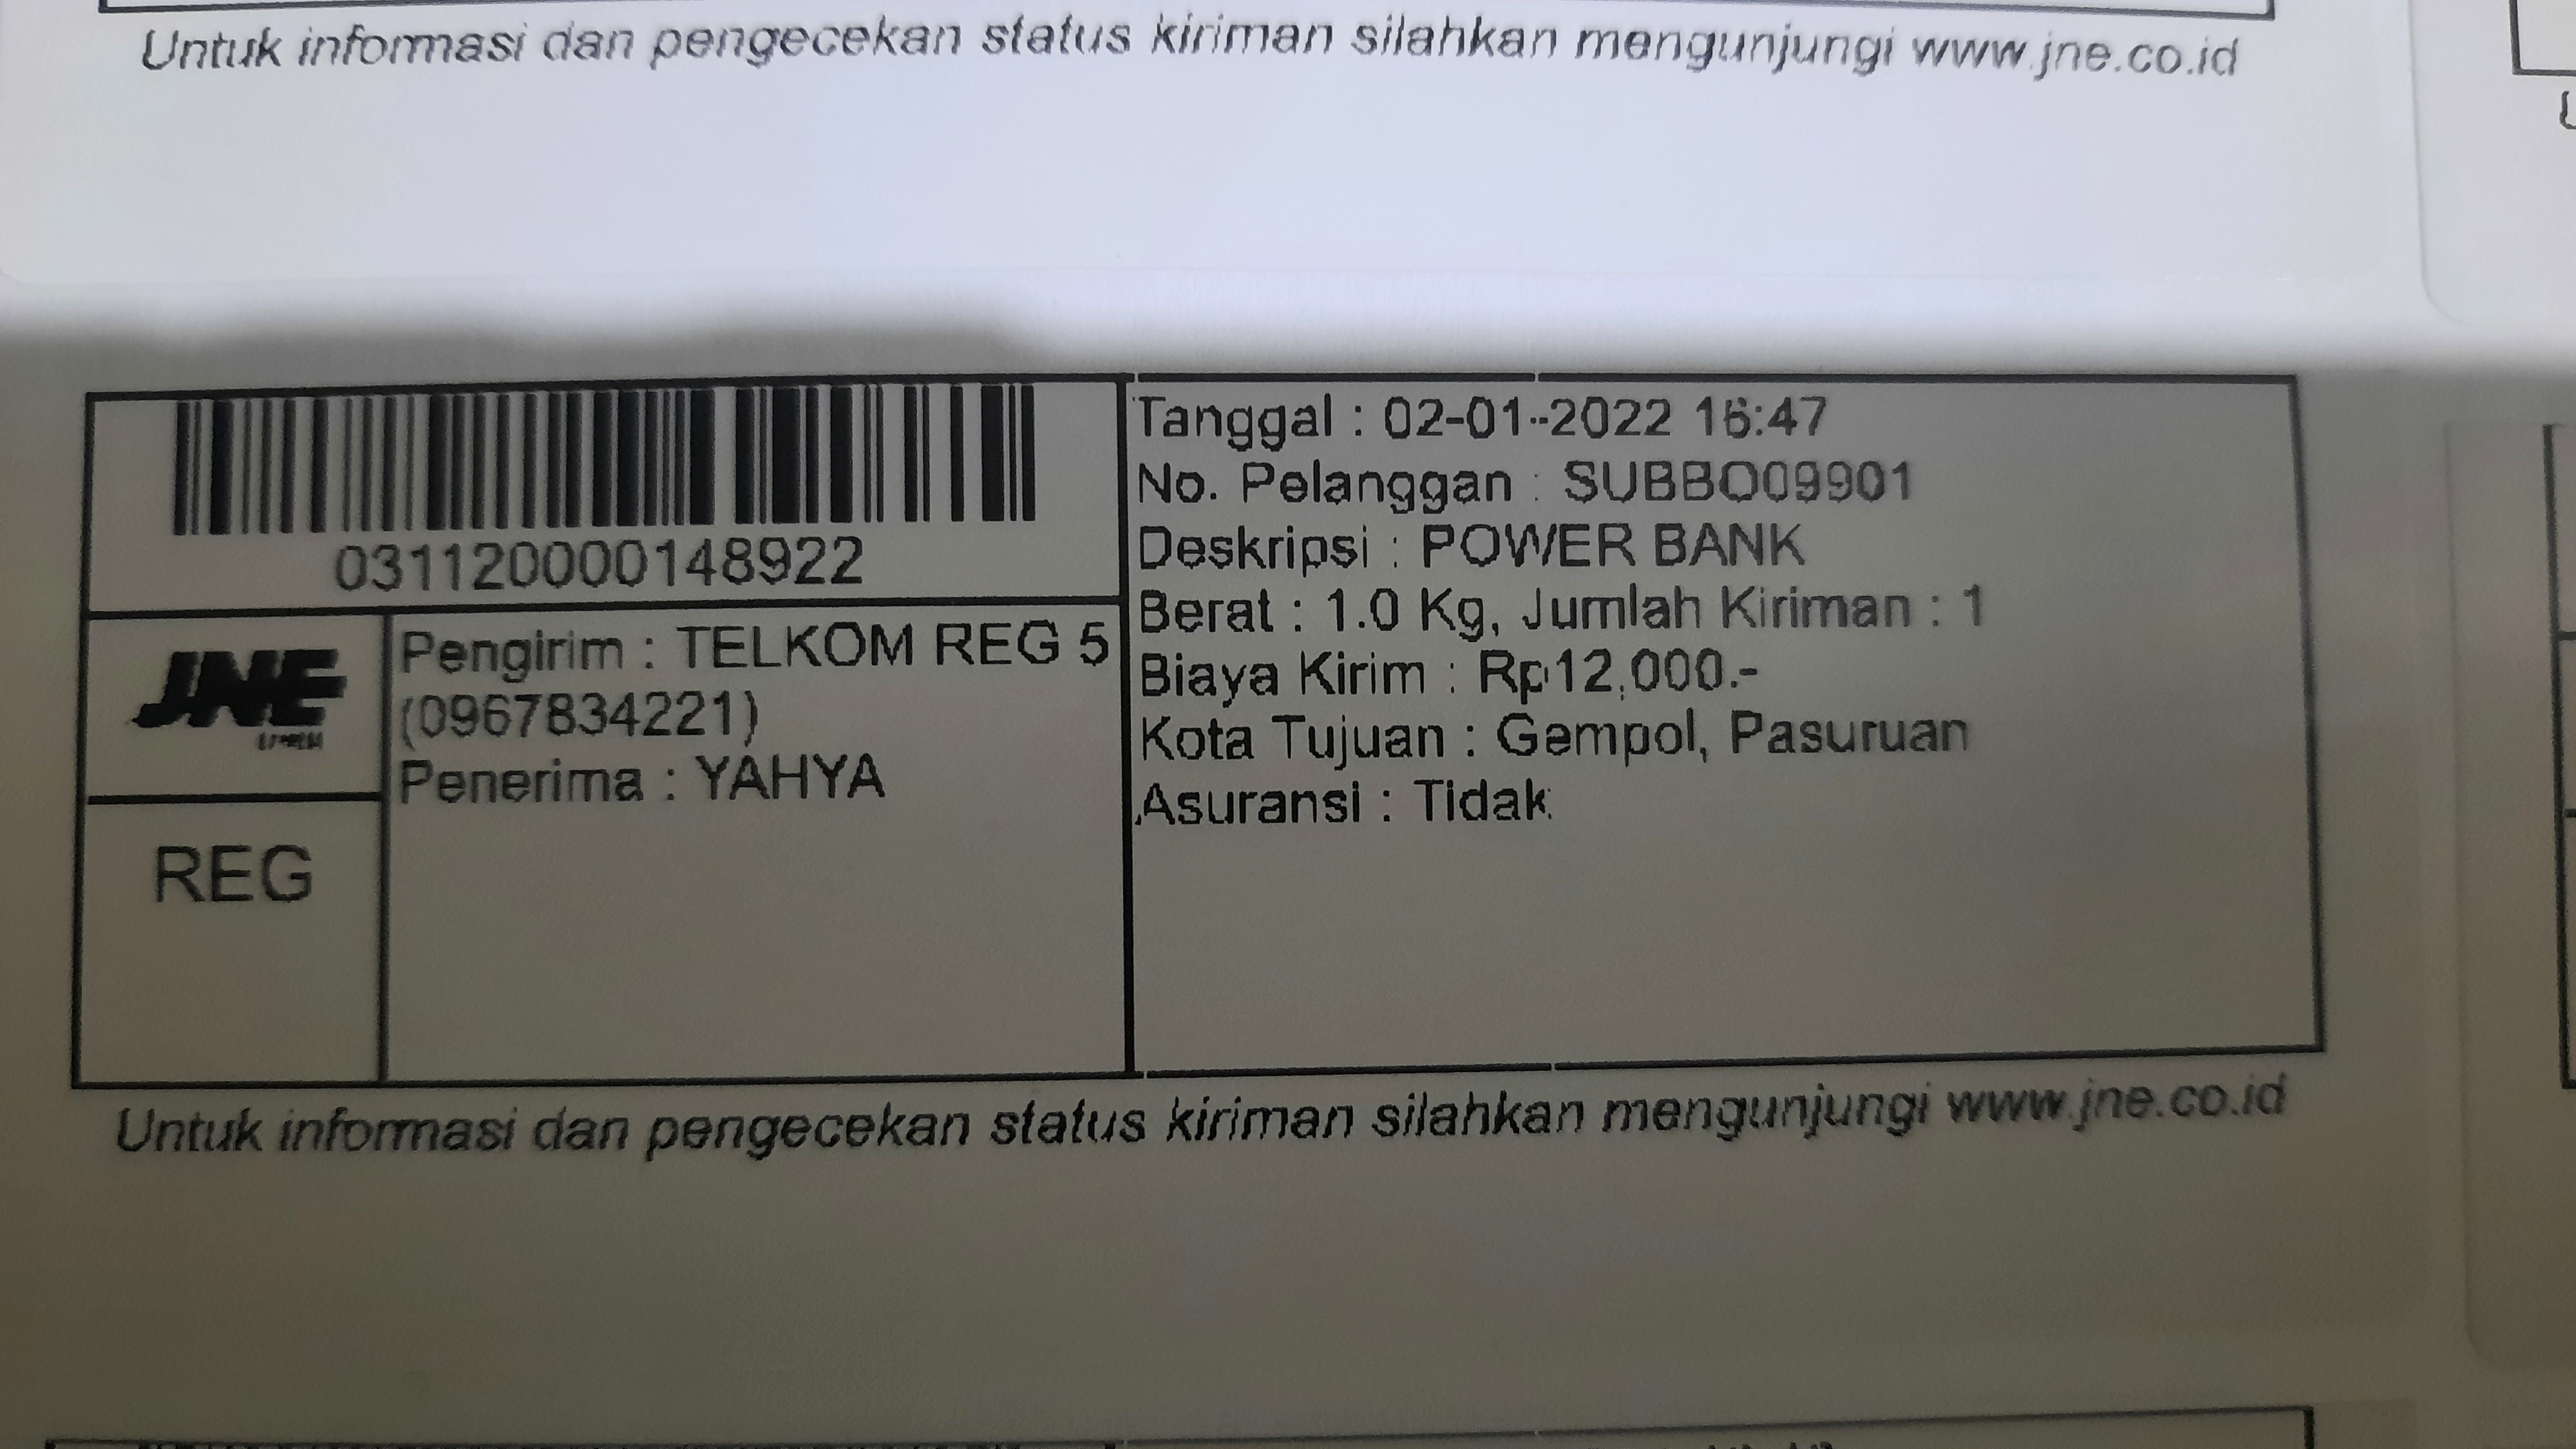 031120000148922
JNE
EXPRESS
REG
Pengirim : TELKOM REG 5
(0967834221)
Penerima : YAHYA
Tanggal : 02-01-2022 16:47
No. Pelanggan : SUBBO09901
Deskripsi : POWER BANK
Berat : 1.0 Kg, Jumlah Kiriman : 1
Biaya Kirim : Rp12,000.-
Kota Tujuan : Gempol, Pasuruan
Asuransi : Tidak
Untuk informasi dan pengecekan status kiriman silahkan mengunjungi www.jne.co.id
Untuk informasi dan pengecekan status kiriman silahkan mengunjungi www.jne.co.id